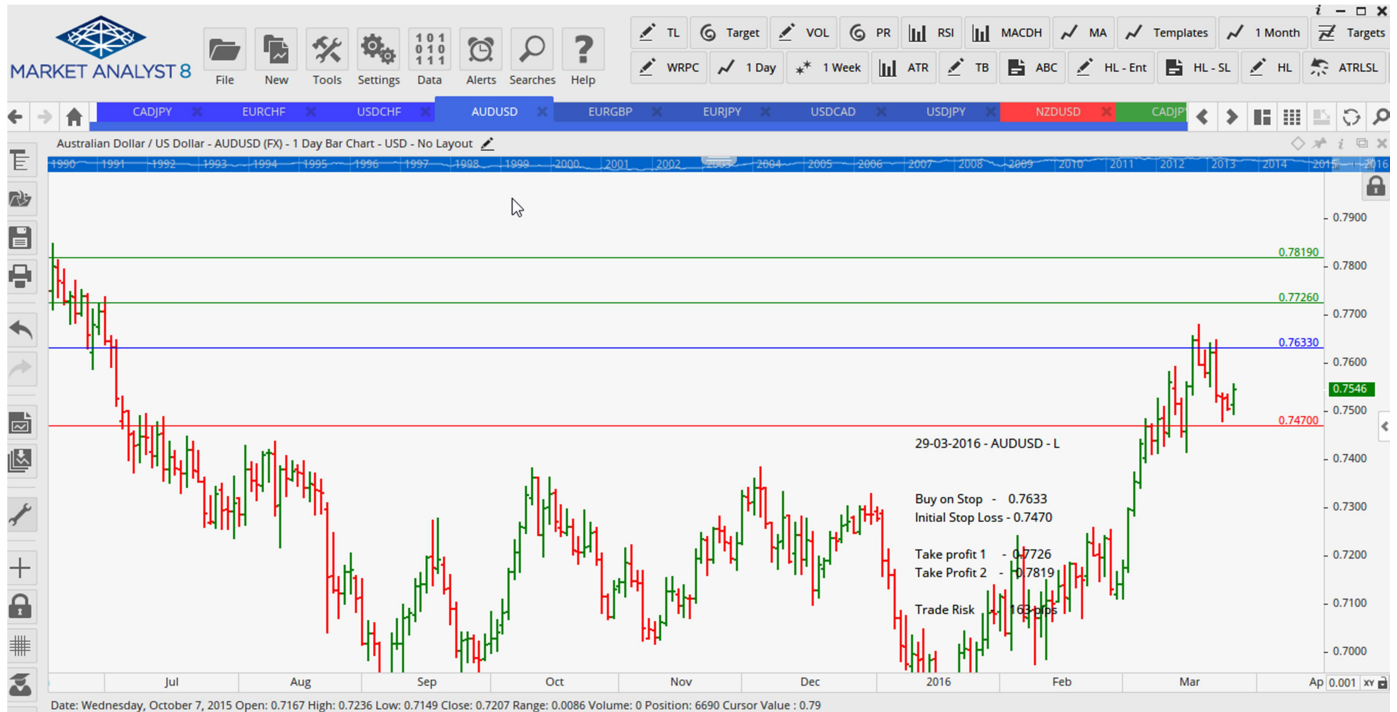 i
TL Target VOL PR RSI MACDH MA Templates 1 Month Targets
MARKET ANALYST 8
File New Tools Settings Data Alerts Searches Help
WRPC 1 Day 1 Week ATR TB ABC HL - Ent HL - SL HL ATRLSL
CADJPY EURCHF USDCHF AUDUSD EURGBP EURJPY USDCAD USDJPY NZDUSD CADJP
Australian Dollar / US Dollar - AUDUSD (FX) - 1 Day Bar Chart - USD - No Layout
1990 1991 1992 1993 1994 1995 1996 1997 1998 1999 2000 2001 2002 2003 2004 2005 2006 2007 2008 2009 2010 2011 2012 2013 2014 2015 2016
0.7900
0.78190
0.7800
0.77260
0.7700
0.76330
0.7600
0.7546
0.7500
0.74700
29-03-2016 - AUDUSD - L
0.7400
Buy on Stop - 0.7633
0.7300
Initial Stop Loss - 0.7470
Take profit 1 - 0.7726
0.7200
Take Profit 2 - 0.7819
Trade Risk - 163 pips
0.7100
0.7000
Jul Aug Sep Oct Nov Dec 2016 Feb Mar Ap 0.001 XY
Date: Wednesday, October 7, 2015 Open: 0.7167 High: 0.7236 Low: 0.7149 Close: 0.7207 Range: 0.0086 Volume: 0 Position: 6690 Cursor Value : 0.79